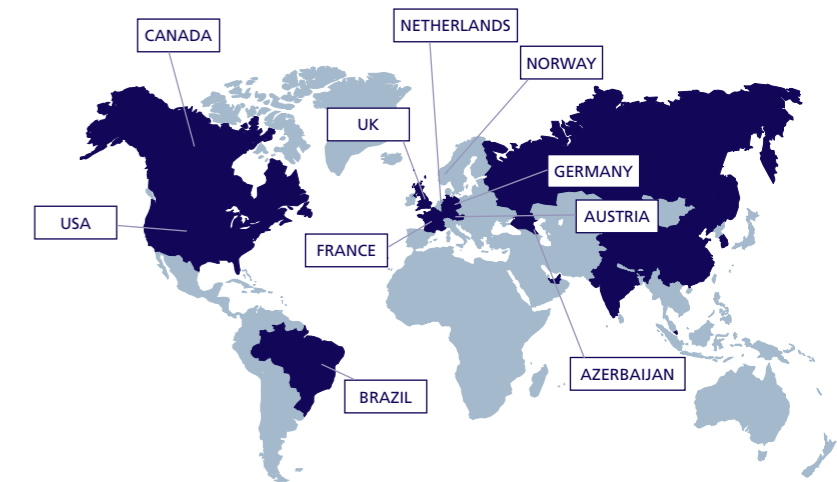 NETHERLANDS
CANADA
NORWAY
UK
GERMANY
USA
AUSTRIA
FRANCE
AZERBAIJAN
BRAZIL